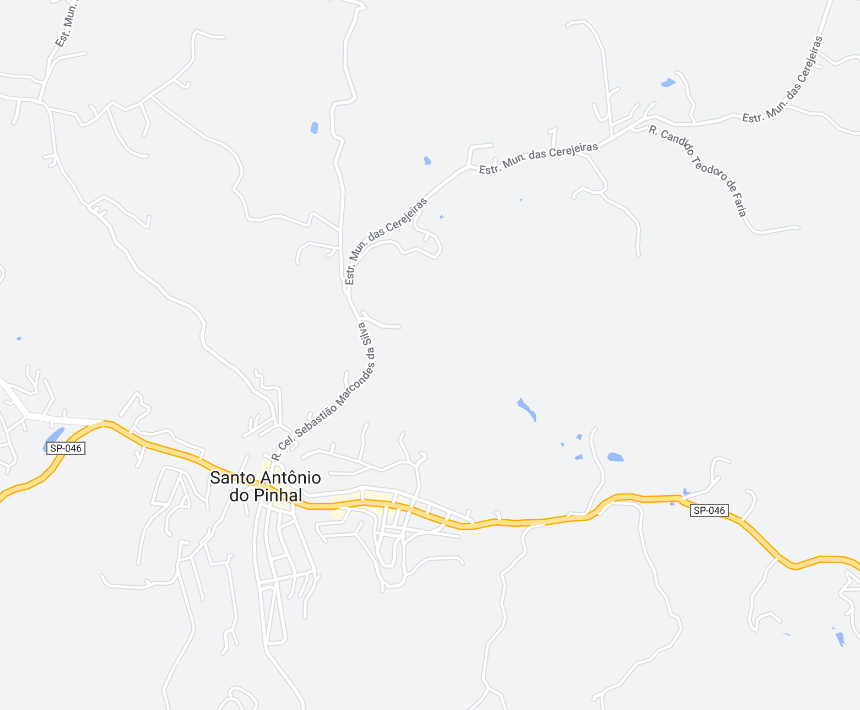 Est. Mun.
Estr. Mun. das Cerejeiras
Estr. Mun. das Cerejeiras
R. Candido Teodoro de Faria
Estr. Mun. das Cerejeiras
Estr. Mun. das Cerejeiras
R. Cel. Sebastião Marcondes da Silva
SP-046
Santo Antônio
do Pinhal
SP-046